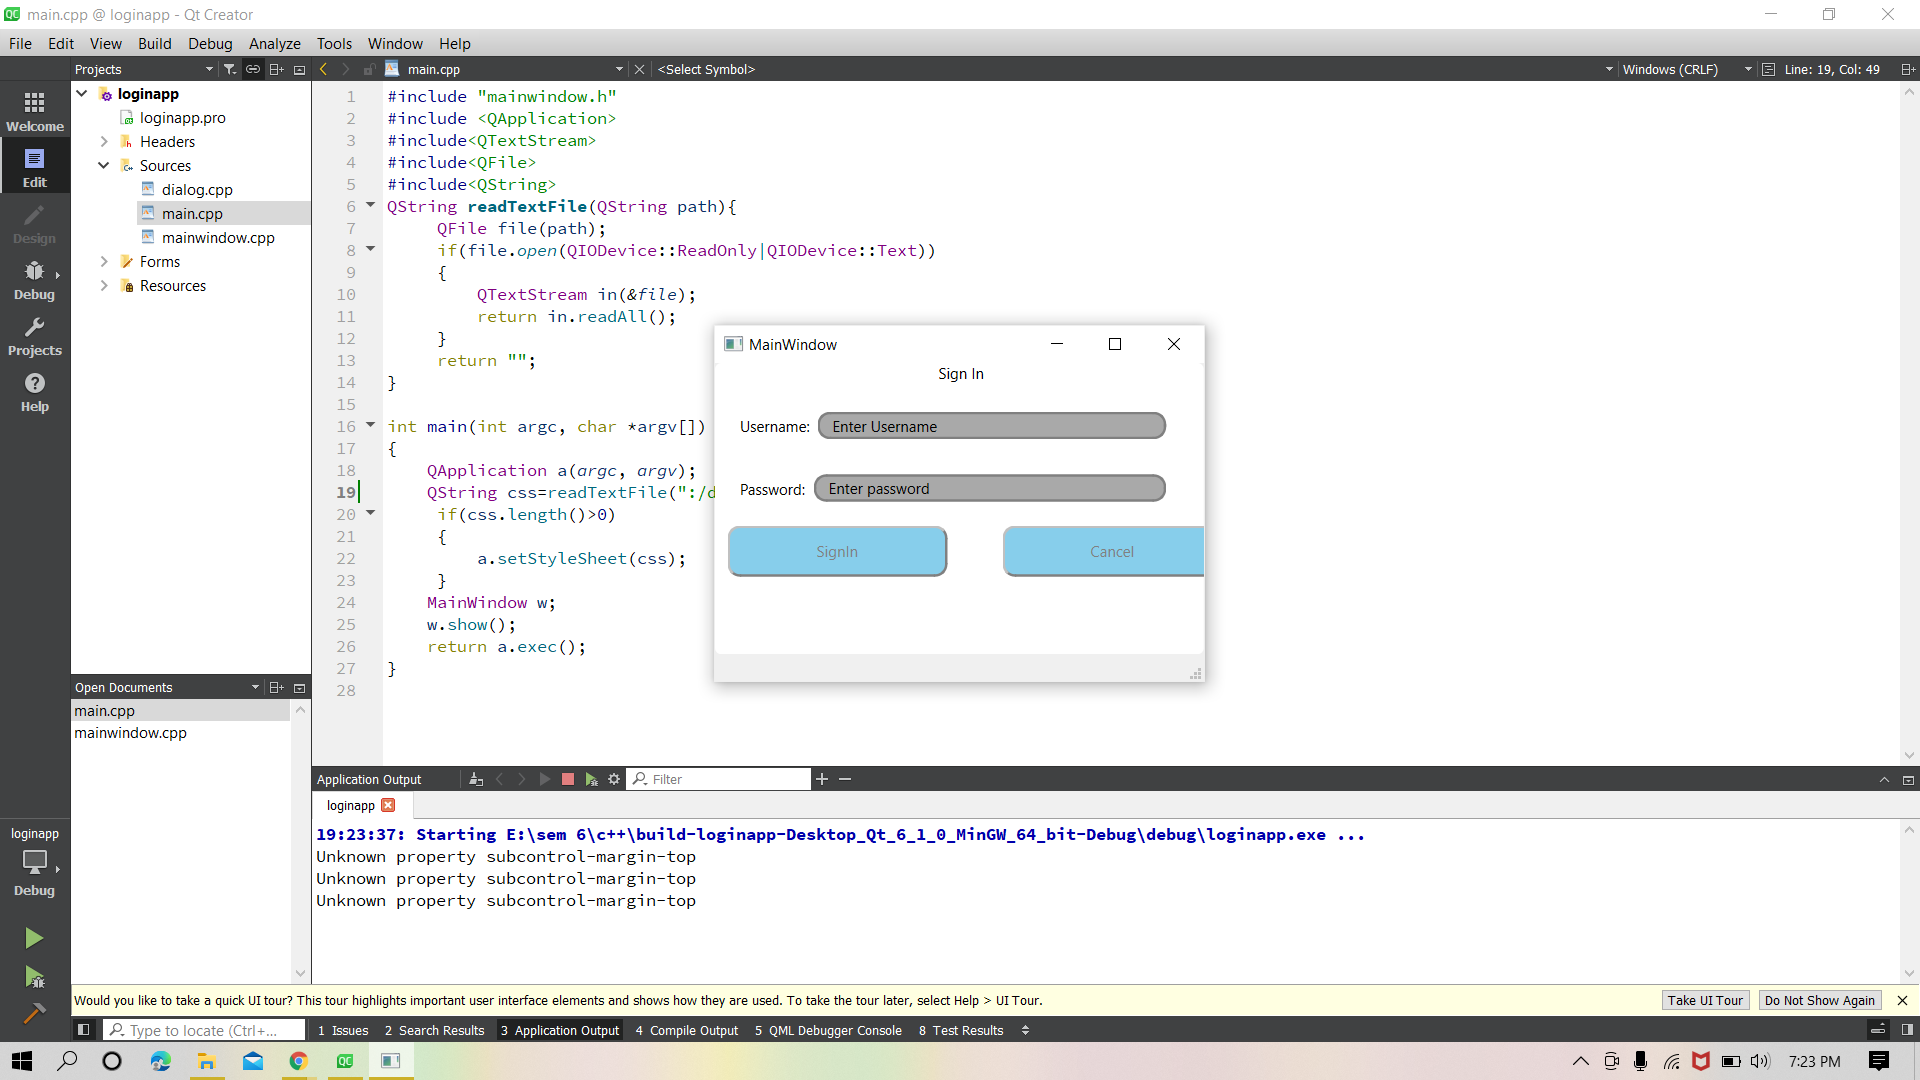 main.cpp @ loginapp - Qt Creator
File Edit View Build Debug Analyze Tools Window Help
Projects main.cpp <Select Symbol> Windows (CRLF) Line: 19, Col: 49
Welcome
Edit
Design
Debug
Projects
Help
loginapp
loginapp.pro
Headers
Sources
dialog.cpp
main.cpp
mainwindow.cpp
Forms
Resources
1 #include "mainwindow.h"
2 #include <QApplication>
3 #include<QTextStream>
4 #include<QFile>
5 #include<QString>
6 QString readTextFile(QString path){
7 QFile file(path);
8 if(file.open(QIODevice::ReadOnly|QIODevice::Text))
9 {
10 QTextStream in(&file);
11 return in.readAll();
12 }
13 return "";
14 }
15
16 int main(int argc, char *argv[])
17 {
18 QApplication a(argc, argv);
19 QString css=readTextFile(":/d
20 if(css.length()>0)
21 {
22 a.setStyleSheet(css);
23 }
24 MainWindow w;
25 w.show();
26 return a.exec();
27 }
28
MainWindow
Sign In
Username: Enter Username
Password: Enter password
SignIn Cancel
Open Documents
main.cpp
mainwindow.cpp
Application Output Filter
loginapp
19:23:37: Starting E:\sem 6\c++\build-loginapp-Desktop_Qt_6_1_0_MinGW_64_bit-Debug\debug\loginapp.exe ...
Unknown property subcontrol-margin-top
Unknown property subcontrol-margin-top
Unknown property subcontrol-margin-top
loginapp
Debug
Would you like to take a quick UI tour? This tour highlights important user interface elements and shows how they are used. To take the tour later, select Help > UI Tour. Take UI Tour Do Not Show Again
Type to locate (Ctrl+... 1 Issues 2 Search Results 3 Application Output 4 Compile Output 5 QML Debugger Console 8 Test Results
7:23 PM